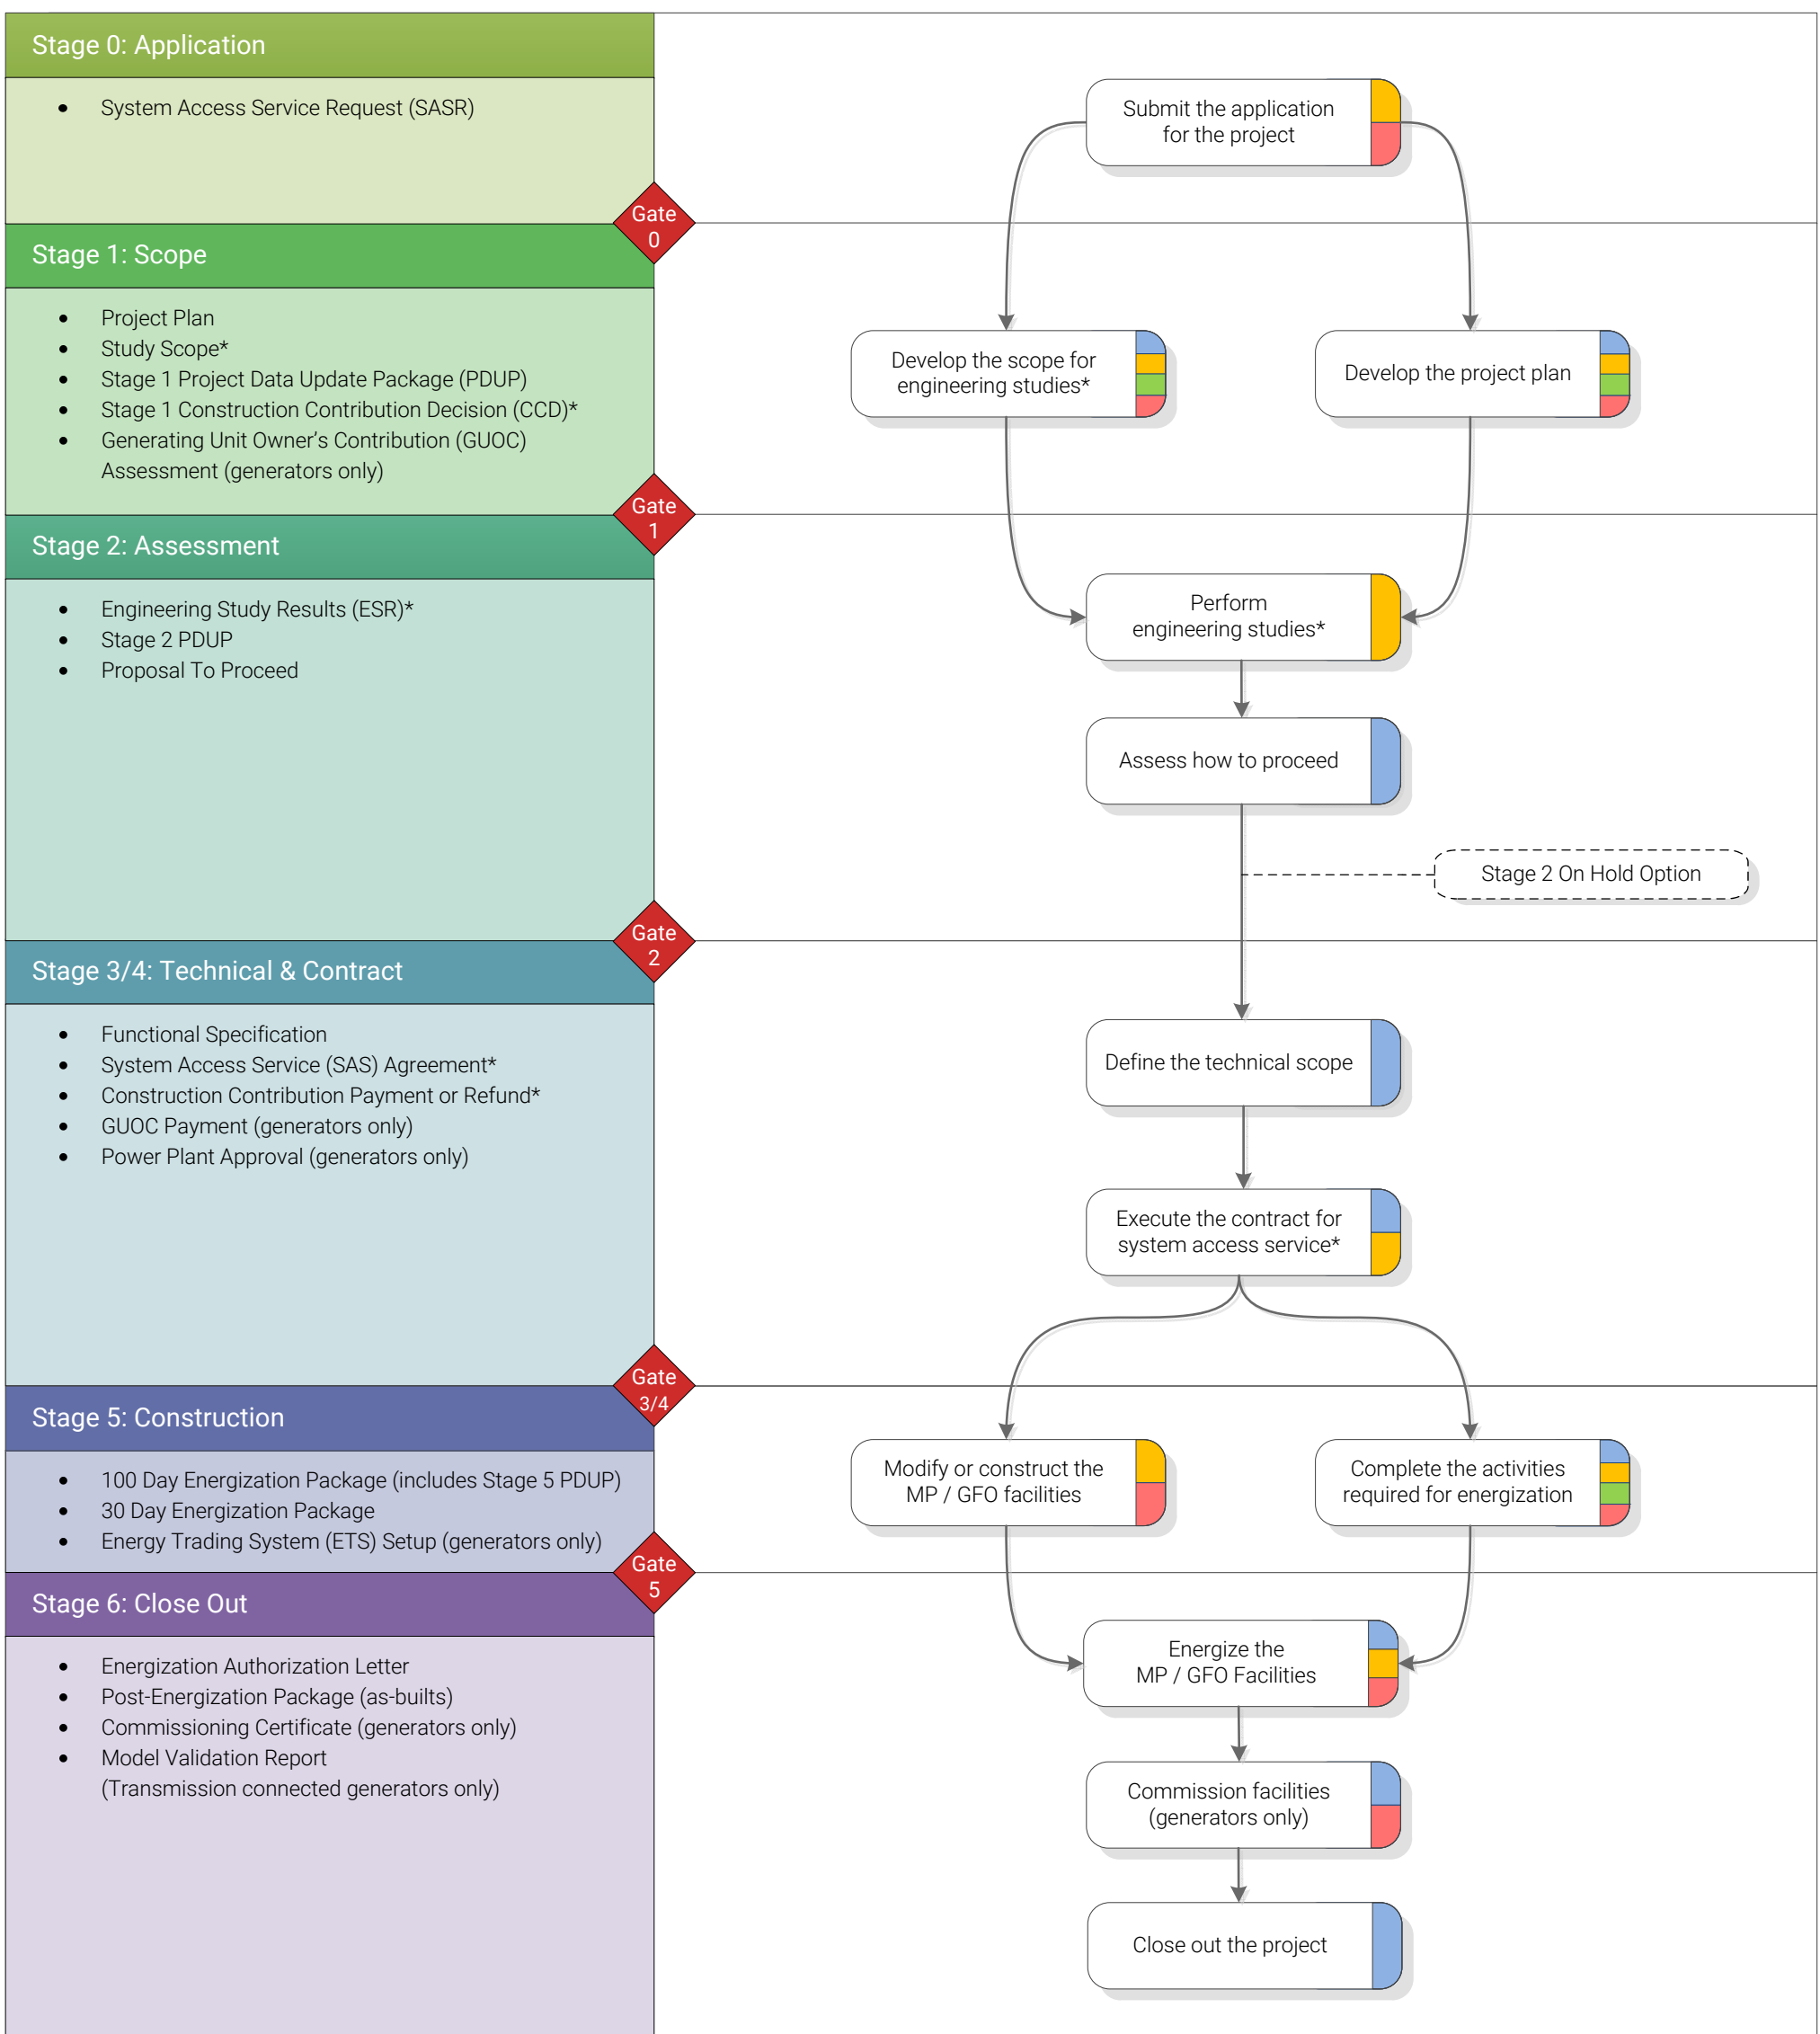 Stage 0: Application
• System Access Service Request (SASR)
Submit the application
for the project
Gate
0
Stage 1: Scope
• Project Plan
• Study Scope*
• Stage 1 Project Data Update Package (PDUP)
• Stage 1 Construction Contribution Decision (CCD)*
• Generating Unit Owner’s Contribution (GUOC)
Assessment (generators only)
Develop the scope for
engineering studies*
Develop the project plan
Gate
1
Stage 2: Assessment
• Engineering Study Results (ESR)*
• Stage 2 PDUP
• Proposal To Proceed
Perform
engineering studies*
Assess how to proceed
Stage 2 On Hold Option
Gate
2
Stage 3/4: Technical & Contract
• Functional Specification
• System Access Service (SAS) Agreement*
• Construction Contribution Payment or Refund*
• GUOC Payment (generators only)
• Power Plant Approval (generators only)
Define the technical scope
Execute the contract for
system access service*
Gate
3/4
Stage 5: Construction
• 100 Day Energization Package (includes Stage 5 PDUP)
• 30 Day Energization Package
• Energy Trading System (ETS) Setup (generators only)
Modify or construct the
MP / GFO facilities
Complete the activities
required for energization
Gate
5
Stage 6: Close Out
• Energization Authorization Letter
• Post-Energization Package (as-builts)
• Commissioning Certificate (generators only)
• Model Validation Report
(Transmission connected generators only)
Energize the
MP / GFO Facilities
Commission facilities
(generators only)
Close out the project